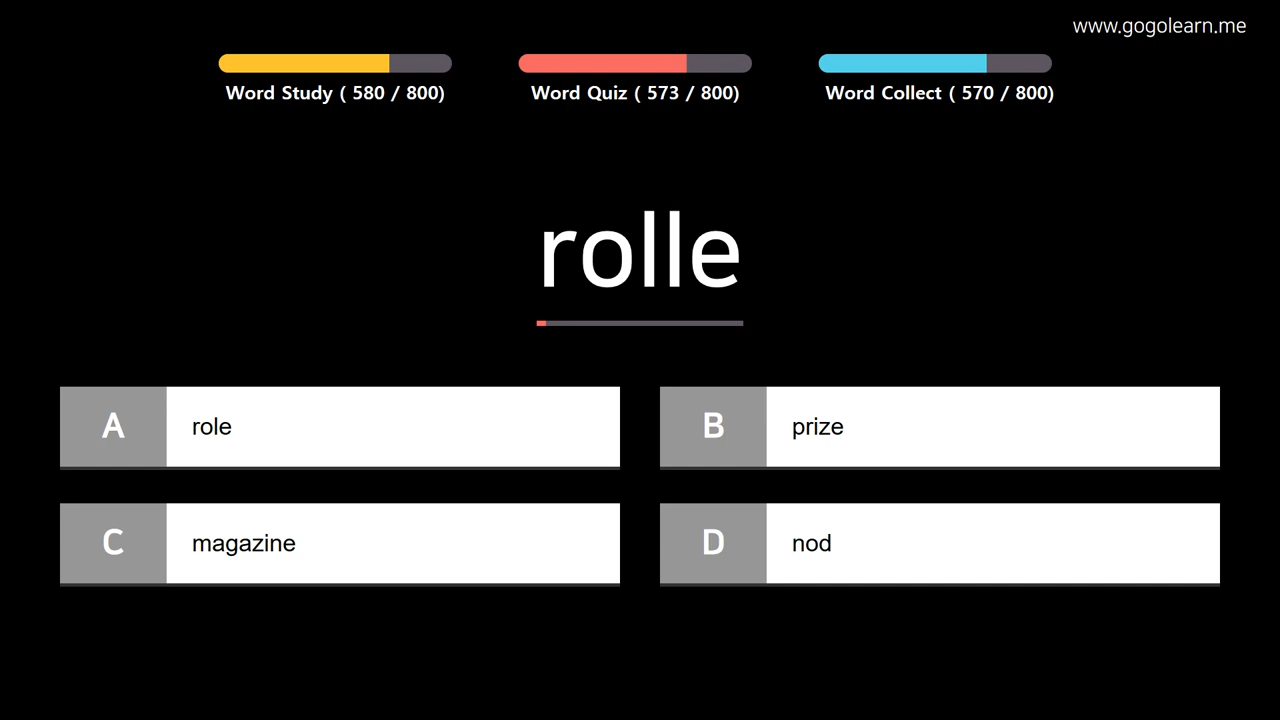 www.gogolearn.me
Word Study ( 580 / 800)
Word Quiz ( 573 / 800)
Word Collect ( 570 / 800)
rolle
A role
B prize
C magazine
D nod